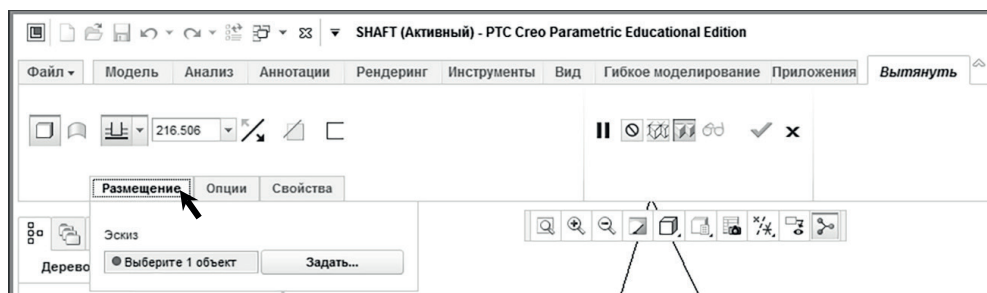 SHAFT (Активный) - PTC Creo Parametric Educational Edition
Файл Модель Анализ Аннотации Рендеринг Инструменты Вид Гибкое моделирование Приложения Вытянуть
216.506
Размещение Опции Свойства
Эскиз
Выберите 1 объект Задать...
Дерево